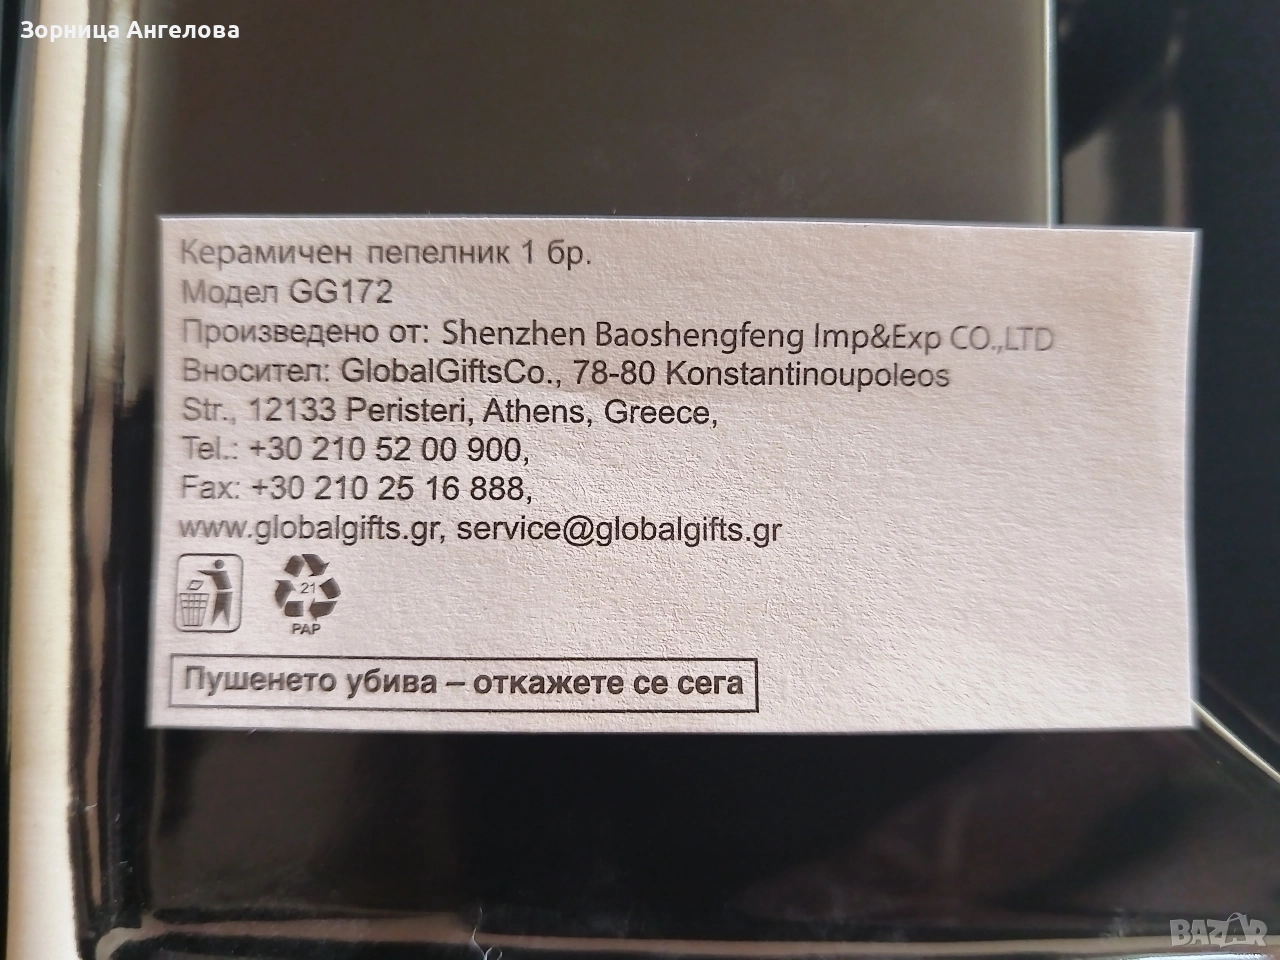 Зорница Ангелова
Керамичен пепелник 1 бр.
Модел GG172
Произведено от: Shenzhen Baoshengfeng Imp&Exp CO.,LTD
Вносител: GlobalGiftsCo., 78-80 Konstantinoupoleos
Str., 12133 Peristeri, Athens, Greece,
Tel.: +30 210 52 00 900,
Fax: +30 210 25 16 888,
www.globalgifts.gr, service@globalgifts.gr
21
PAP
Пушенето убива – откажете се сега
BAZAR